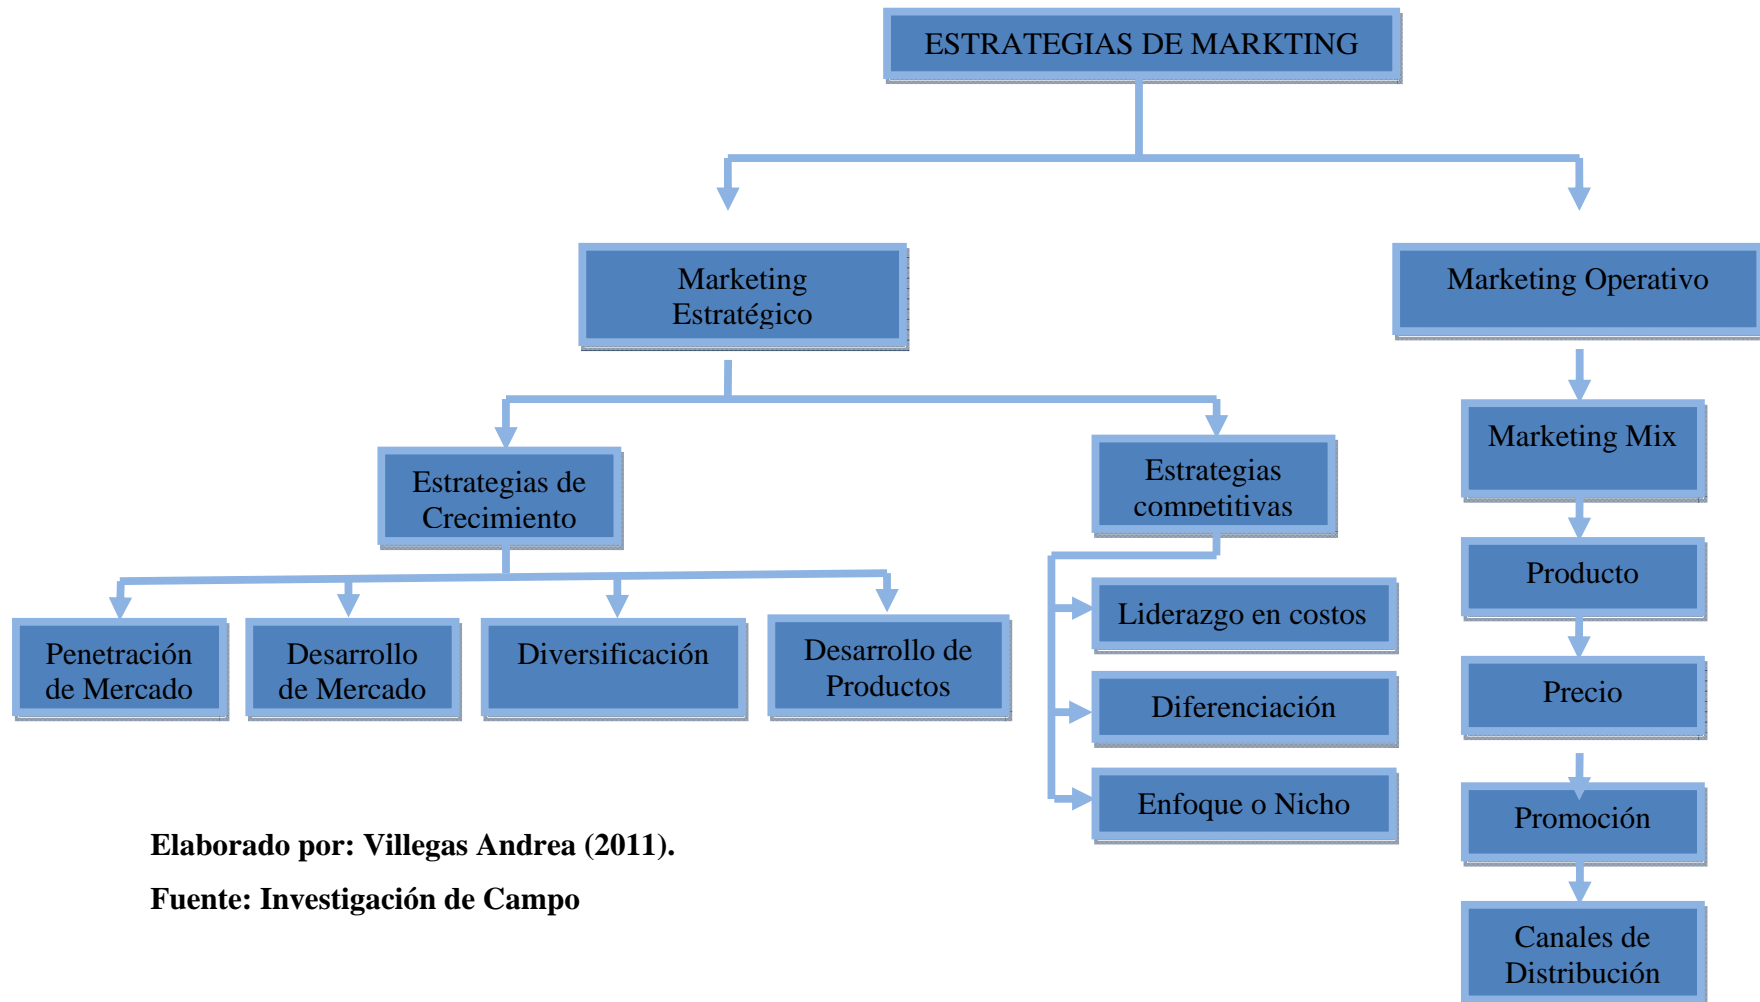 ESTRATEGIAS DE MARKTING
Marketing
Estratégico
Marketing Operativo
Estrategias de
Crecimiento
Estrategias
competitivas
Marketing Mix
Penetración
de Mercado
Desarrollo
de Mercado
Diversificación
Desarrollo de
Productos
Liderazgo en costos
Diferenciación
Enfoque o Nicho
Producto
Precio
Promoción
Canales de
Distribución
Elaborado por: Villegas Andrea (2011).
Fuente: Investigación de Campo